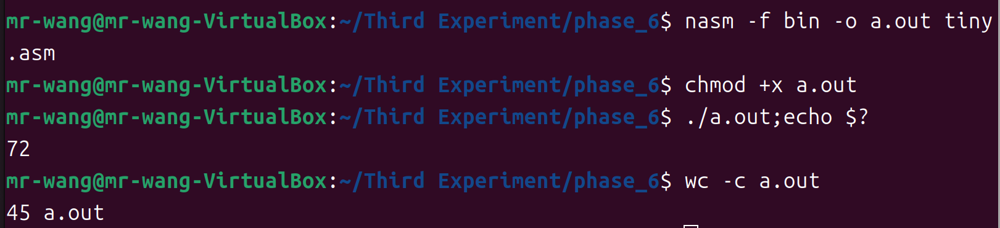 mr-wang@mr-wang-VirtualBox:~/Third Experiment/phase_6$ nasm -f bin -o a.out tiny
.asm
mr-wang@mr-wang-VirtualBox:~/Third Experiment/phase_6$ chmod +x a.out
mr-wang@mr-wang-VirtualBox:~/Third Experiment/phase_6$ ./a.out;echo $?
72
mr-wang@mr-wang-VirtualBox:~/Third Experiment/phase_6$ wc -c a.out
45 a.out